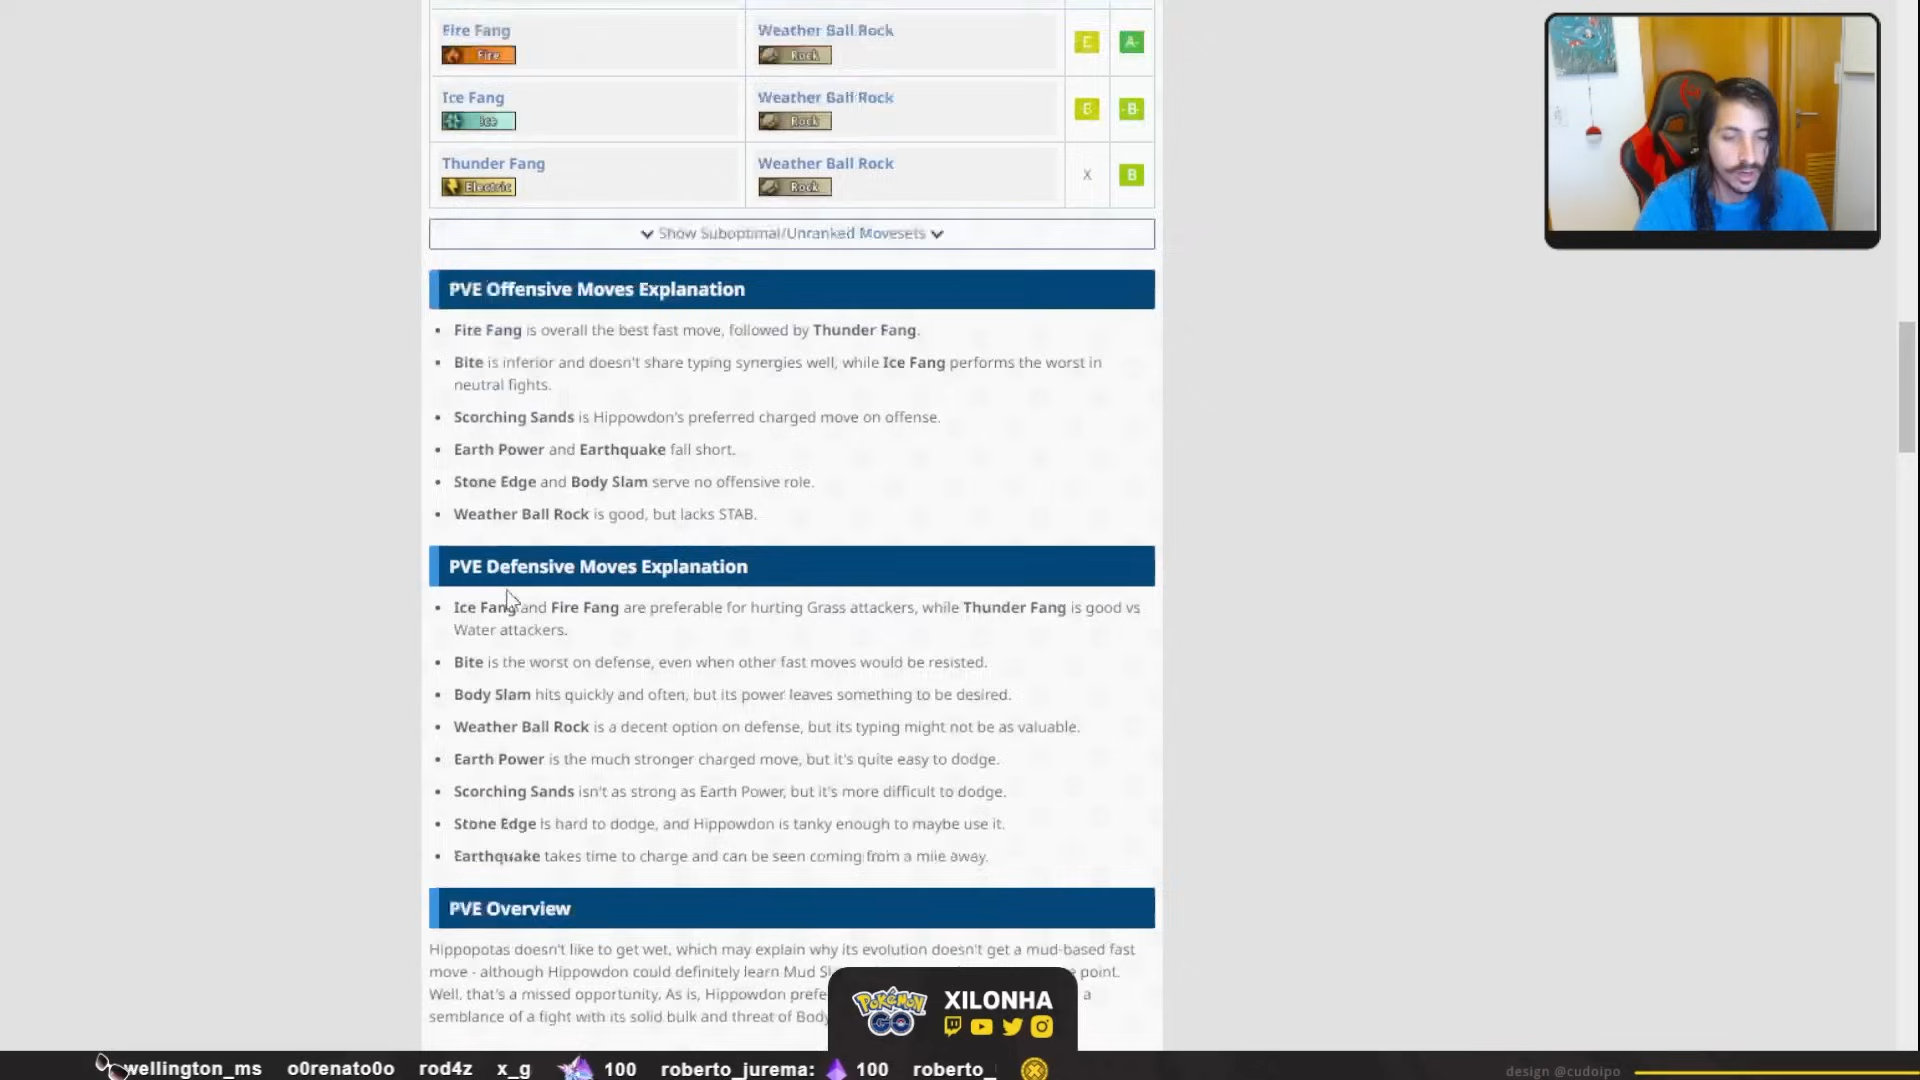 Fire Fang Weather Ball Rock
Fire Rock A
Ice Fang Weather Ball Rock
Ice Rock B B
Thunder Fang Weather Ball Rock
Electric Rock X B
Show Suboptimal/Unranked Movesets
PVE Offensive Moves Explanation
Fire Fang is overall the best fast move, followed by Thunder Fang.
Bite is inferior and doesn't share typing synergies well, while Ice Fang performs the worst in
neutral fights.
Scorching Sands is Hippowdon's preferred charged move on offense.
Earth Power and Earthquake fall short.
Stone Edge and Body Slam serve no offensive role.
Weather Ball Rock is good, but lacks STAB.
PVE Defensive Moves Explanation
Ice Fang and Fire Fang are preferable for hurting Grass attackers, while Thunder Fang is good vs
Water attackers.
Bite is the worst on defense, even when other fast moves would be resisted.
Body Slam hits quickly and often, but its power leaves something to be desired.
Weather Ball Rock is a decent option on defense, but its typing might not be as valuable.
Earth Power is the much stronger charged move, but it's quite easy to dodge.
Scorching Sands isn't as strong as Earth Power, but it's more difficult to dodge.
Stone Edge is hard to dodge, and Hippowdon is tanky enough to maybe use it.
Earthquake takes time to charge and can be seen coming from a mile away.
PVE Overview
Hippopotas doesn't like to get wet, which may explain why its evolution doesn't get a mud-based fast
move - although Hippowdon could definitely learn Mud point.
Well, that's a missed opportunity. As is, Hippowdon a
semblance of a fight with its solid bulk and threat of
POKéMON GO XILONHA
wellington_ms o0renato0o rod4z x_g 100 roberto_jurema: 100 roberto_
design @cudoipo